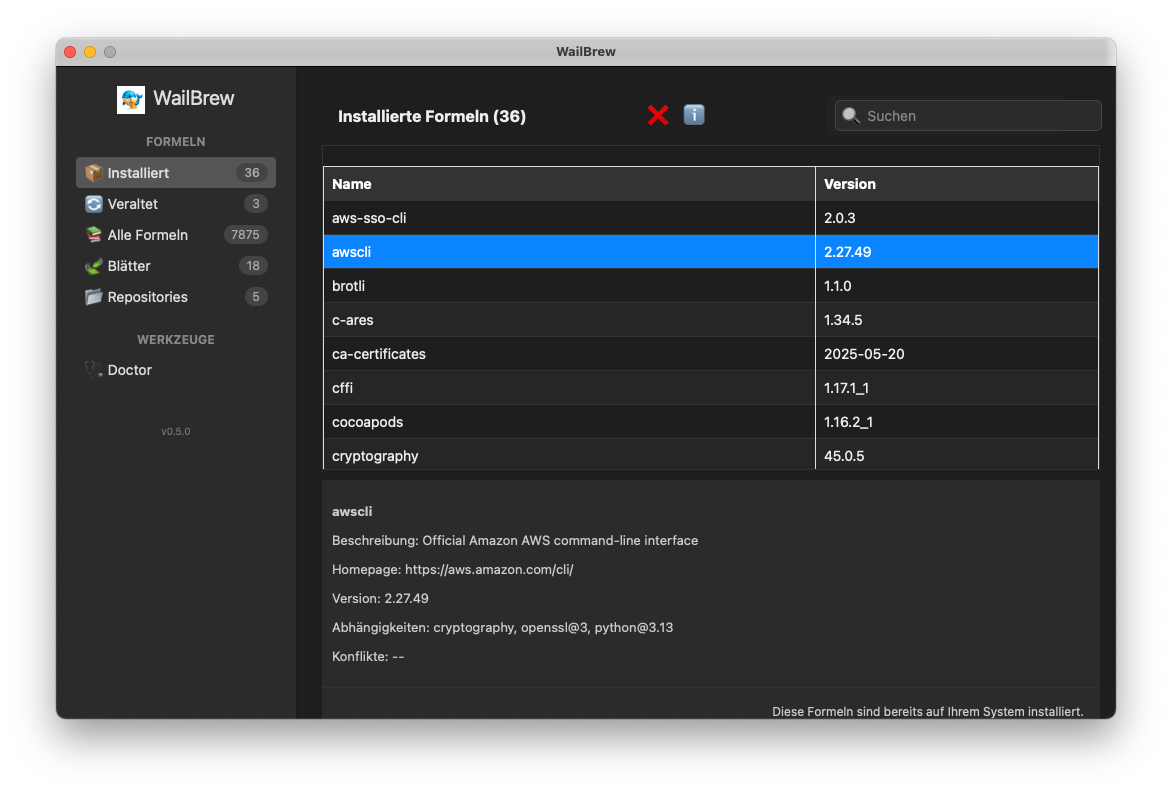 WailBrew
WailBrew
FORMELN
Installiert 36
Veraltet 3
Alle Formeln 7875
Blätter 18
Repositories 5
WERKZEUGE
Doctor
v0.5.0
Installierte Formeln (36)
Suchen
Name Version
aws-sso-cli 2.0.3
awscli 2.27.49
brotli 1.1.0
c-ares 1.34.5
ca-certificates 2025-05-20
cffi 1.17.1_1
cocoapods 1.16.2_1
cryptography 45.0.5
awscli
Beschreibung: Official Amazon AWS command-line interface
Homepage: https://aws.amazon.com/cli/
Version: 2.27.49
Abhängigkeiten: cryptography, openssl@3, python@3.13
Konflikte: --
Diese Formeln sind bereits auf Ihrem System installiert.